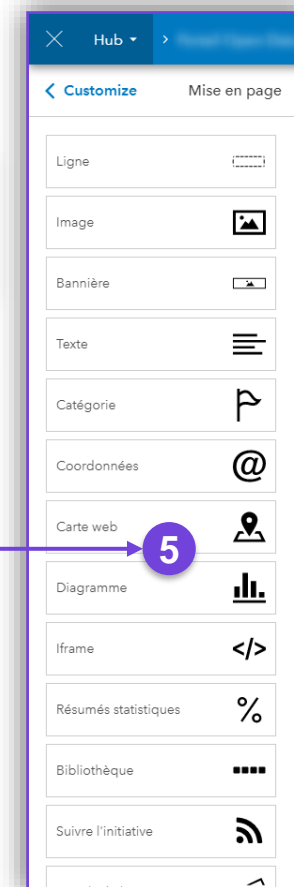 Hub
Customize Mise en page
Ligne
Image
Bannière
Texte
Catégorie
Coordonnées @
Carte web
5
Diagramme
Iframe </>
Résumés statistiques %
Bibliothèque
Suivre l'initiative